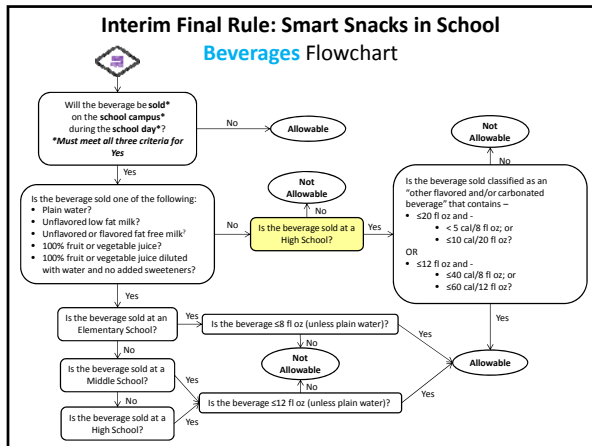 Interim Final Rule: Smart Snacks in School
Beverages Flowchart
Will the beverage be sold*
on the school campus*
during the school day*?
*Must meet all three criteria for
Yes
No
Allowable
Yes
Is the beverage sold one of the following:
• Plain water?
• Unflavored low fat milk?
• Unflavored or flavored fat free milk?
• 100% fruit or vegetable juice?
• 100% fruit or vegetable juice diluted
with water and no added sweeteners?
No
Is the beverage sold at a
High School?
No
Not
Allowable
Yes
Is the beverage sold classified as an
"other flavored and/or carbonated
beverage" that contains –
• ≤20 fl oz and -
• < 5 cal/8 fl oz; or
• ≤10 cal/20 fl oz?
OR
• ≤12 fl oz and -
• ≤40 cal/8 fl oz; or
• ≤60 cal/12 fl oz?
No
Not
Allowable
Yes
Allowable
Yes
Is the beverage sold at an
Elementary School?
Yes
Is the beverage ≤8 fl oz (unless plain water)?
Yes
No
Not
Allowable
No
Is the beverage sold at a
Middle School?
Yes
No
Is the beverage sold at a
High School?
Yes
Is the beverage ≤12 fl oz (unless plain water)?
No
Yes